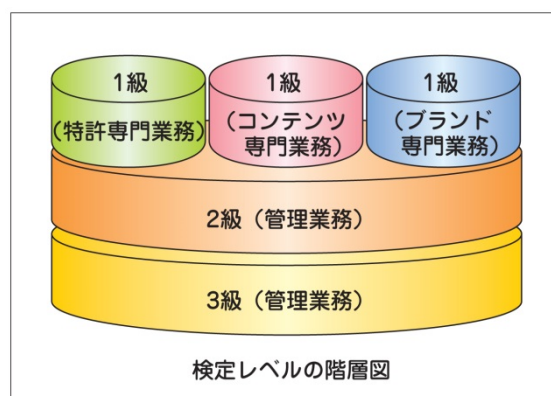 1級
(特許専門業務)
1級
(コンテンツ
専門業務)
1級
(ブランド
専門業務)
2級(管理業務)
3級(管理業務)
検定レベルの階層図